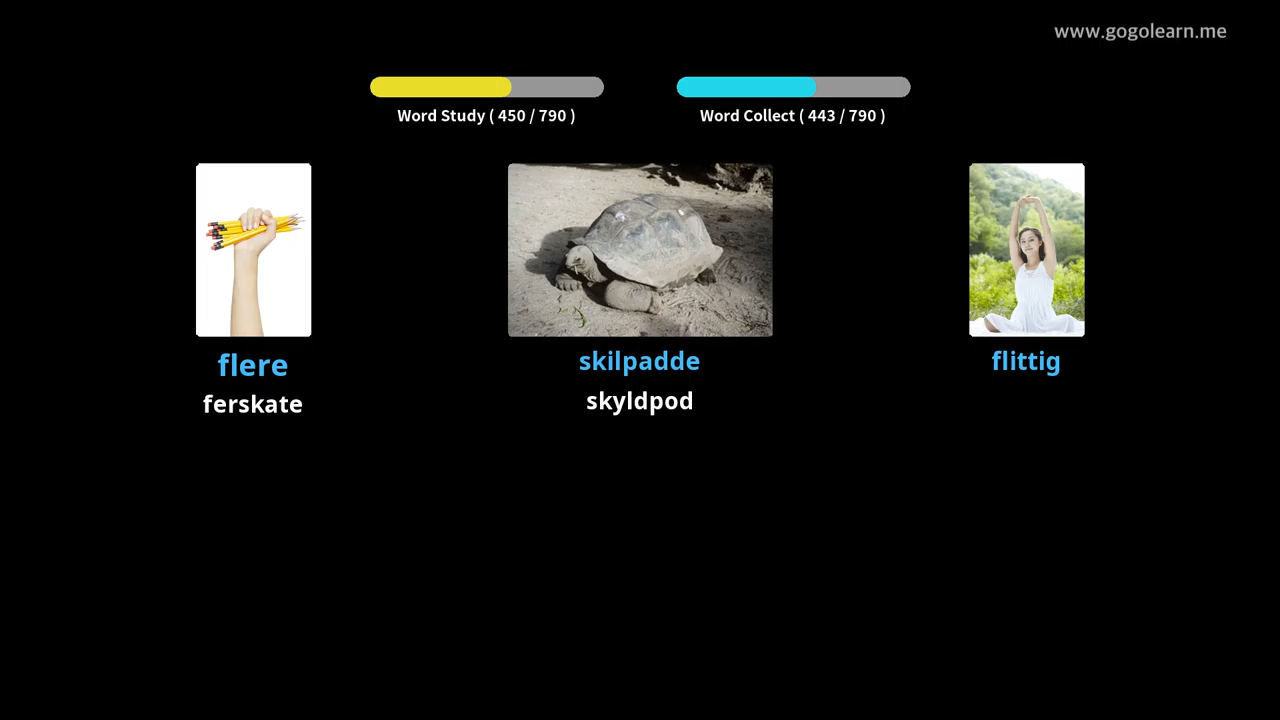 www.gogolearn.me
Word Study ( 450 / 790 )
Word Collect ( 443 / 790 )
flere
ferskate
skilpadde
skyldpod
flittig